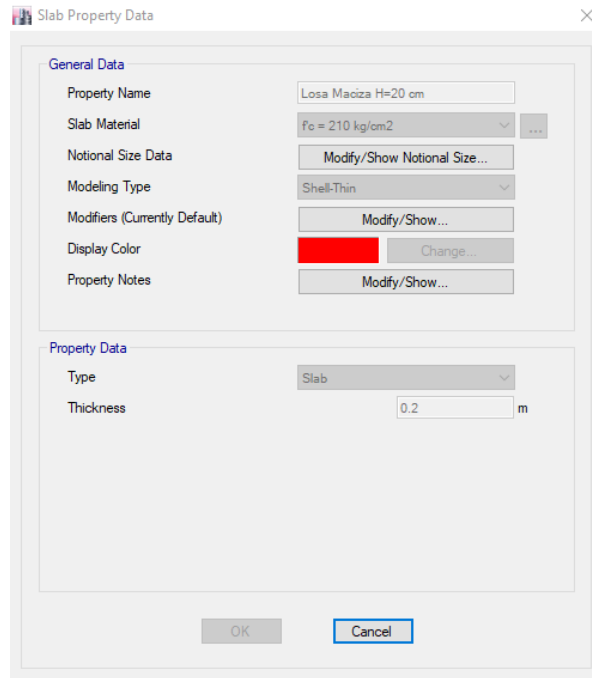 Slab Property Data
General Data
Property Name Losa Maciza H=20 cm
Slab Material f'c = 210 kg/cm2 ...
Notional Size Data Modify/Show Notional Size...
Modeling Type Shell-Thin
Modifiers (Currently Default) Modify/Show...
Display Color Change...
Property Notes Modify/Show...
Property Data
Type Slab
Thickness 0.2 m
OK Cancel